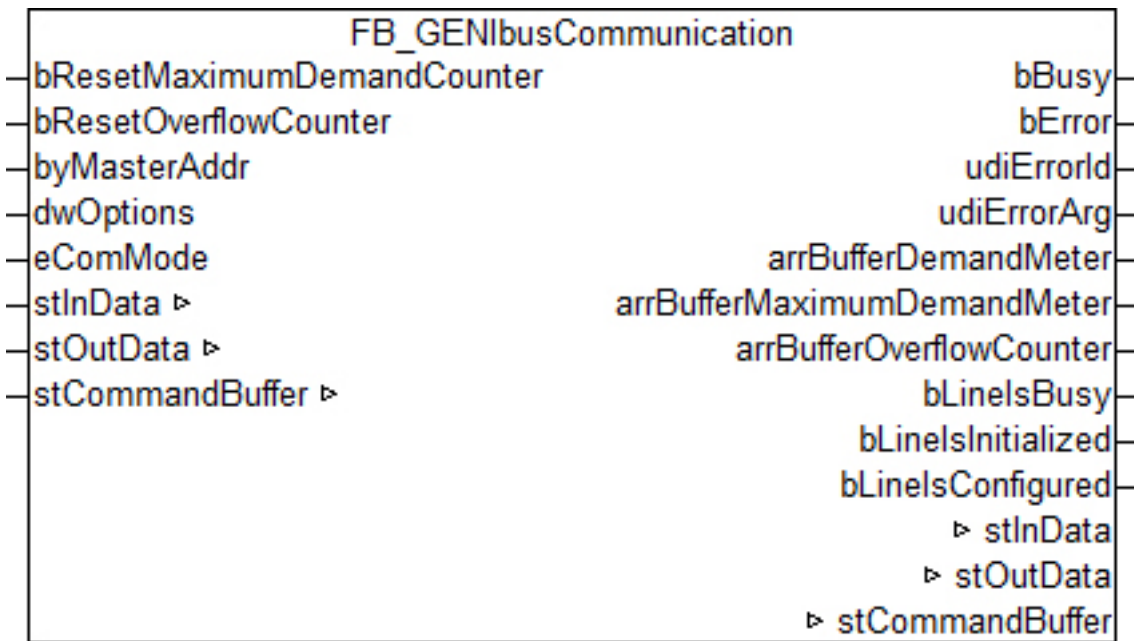 FB_GENIbusCommunication
bResetMaximumDemandCounter bBusy
bResetOverflowCounter bError
byMasterAddr udiErrorId
dwOptions udiErrorArg
eComMode arrBufferDemandMeter
stInData ▹ arrBufferMaximumDemandMeter
stOutData ▹ arrBufferOverflowCounter
stCommandBuffer ▹ bLineIsBusy
bLineIsInitialized
bLineIsConfigured
▹ stInData
▹ stOutData
▹ stCommandBuffer